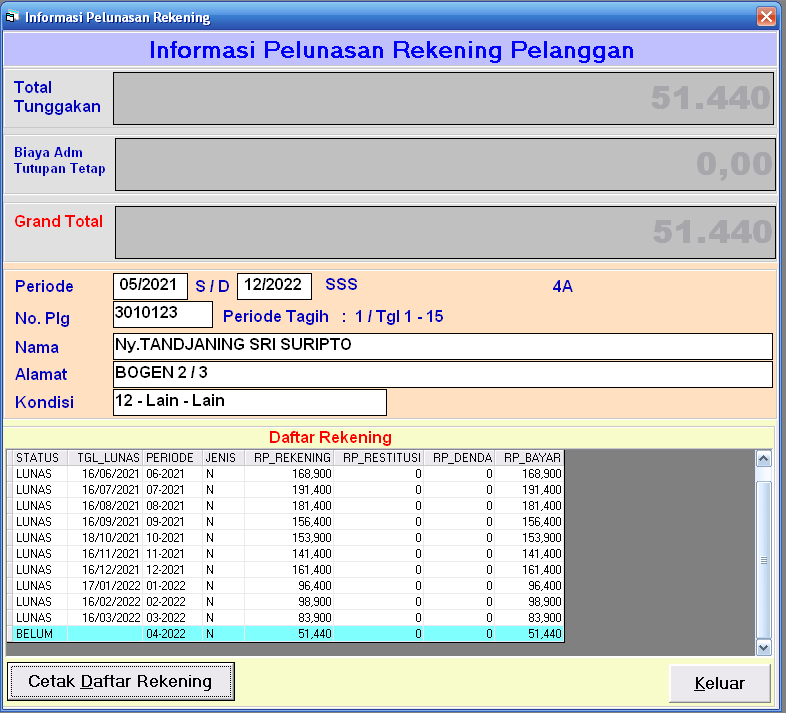 Informasi Pelunasan Rekening
Informasi Pelunasan Rekening Pelanggan
Total Tunggakan 51.440
Biaya Adm Tutupan Tetap 0,00
Grand Total 51.440
Periode 05/2021 S / D 12/2022 SSS 4A
No. Plg 3010123 Periode Tagih : 1 / Tgl 1 - 15
Nama Ny.TANDJANING SRI SURIPTO
Alamat BOGEN 2 / 3
Kondisi 12 - Lain - Lain
Daftar Rekening
STATUS TGL_LUNAS PERIODE JENIS RP_REKENING RP_RESTITUSI RP_DENDA RP_BAYAR
LUNAS 16/06/2021 06-2021 N 168,900 0 0 168,900
LUNAS 16/07/2021 07-2021 N 191,400 0 0 191,400
LUNAS 16/08/2021 08-2021 N 181,400 0 0 181,400
LUNAS 16/09/2021 09-2021 N 156,400 0 0 156,400
LUNAS 18/10/2021 10-2021 N 153,900 0 0 153,900
LUNAS 16/11/2021 11-2021 N 141,400 0 0 141,400
LUNAS 16/12/2021 12-2021 N 161,400 0 0 161,400
LUNAS 17/01/2022 01-2022 N 96,400 0 0 96,400
LUNAS 16/02/2022 02-2022 N 98,900 0 0 98,900
LUNAS 16/03/2022 03-2022 N 83,900 0 0 83,900
BELUM 04-2022 N 51,440 0 0 51,440
Cetak Daftar Rekening Keluar